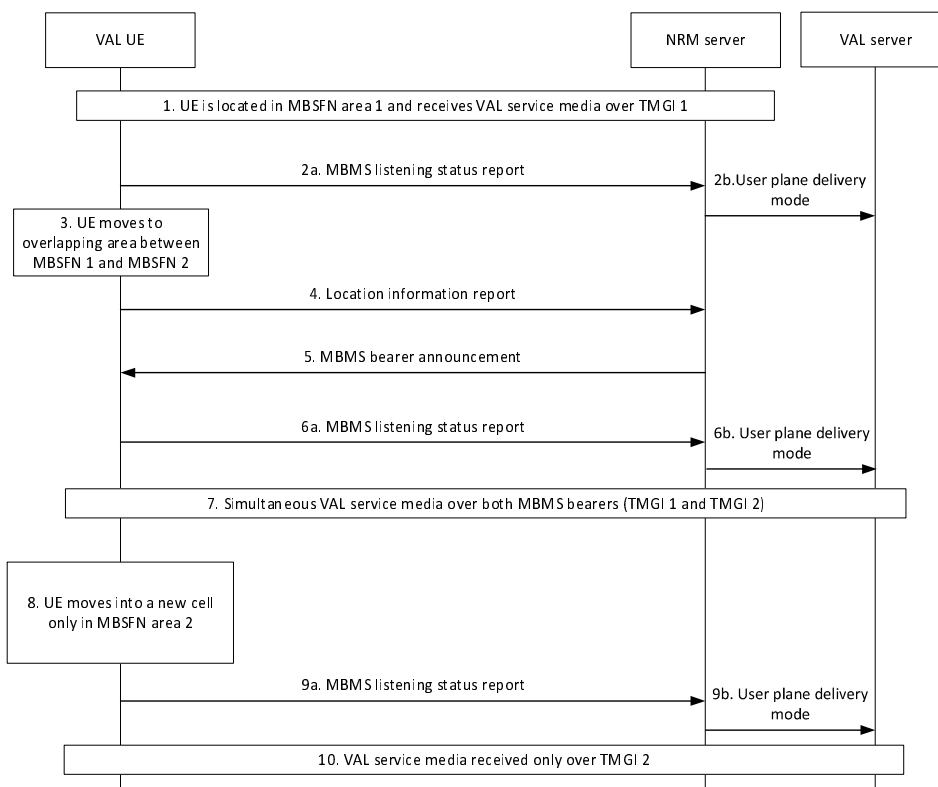 VAL UE
NRM server
VAL server
1. UE is located in MBSFN area 1 and receives VAL service media over TMGI 1
2a. MBMS listening status report
2b.User plane delivery
mode
3. UE moves to
overlapping area between
MBSFN 1 and MBSFN 2
4. Location information report
5. MBMS bearer announcement
6a. MBMS listening status report
6b. User plane delivery
mode
7. Simultaneous VAL service media over both MBMS bearers (TMGI 1 and TMGI 2)
8. UE moves into a new cell
only in MBSFN area 2
9a. MBMS listening status report
9b. User plane delivery
mode
10. VAL service media received only over TMGI 2